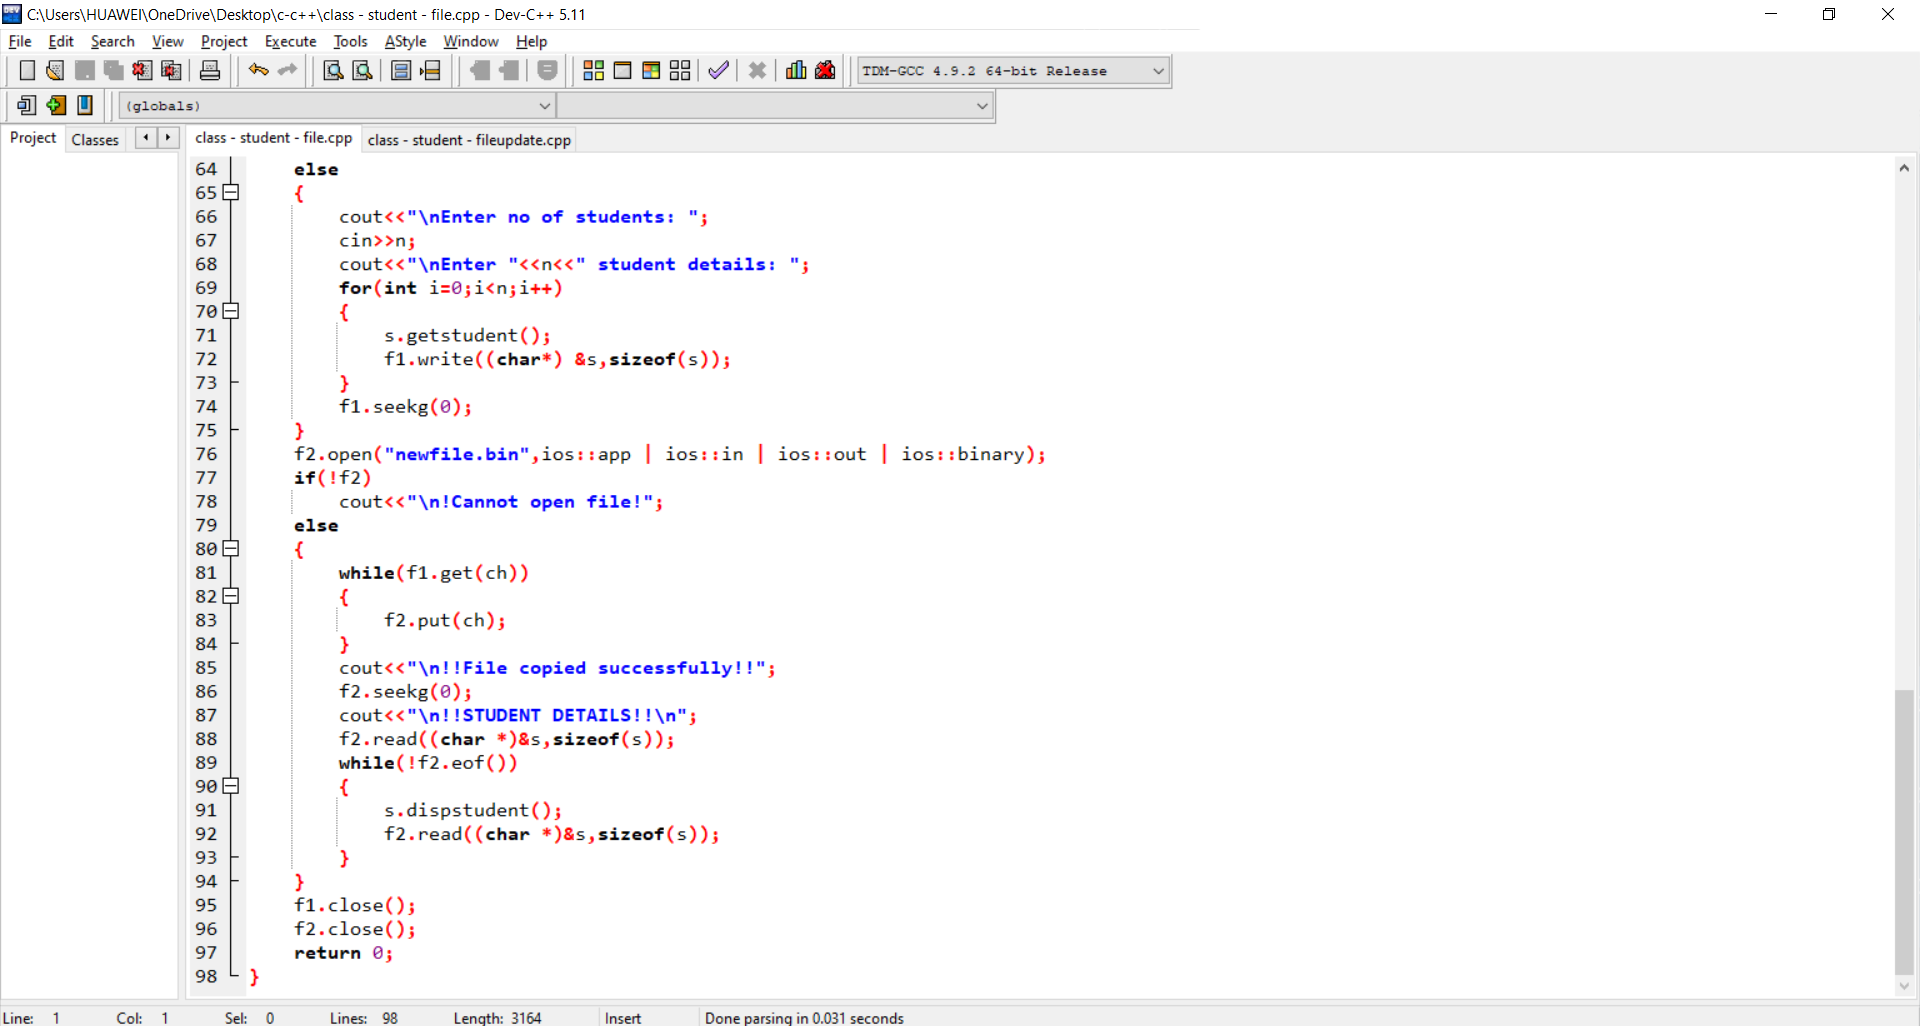 C:\Users\HUAWEI\OneDrive\Desktop\c-c++\class - student - file.cpp - Dev-C++ 5.11
File Edit Search View Project Execute Tools AStyle Window Help
TDM-GCC 4.9.2 64-bit Release
(globals)
Project Classes class - student - file.cpp class - student - fileupdate.cpp
64 else
65 {
66 cout<<"\nEnter no of students: ";
67 cin>>n;
68 cout<<"\nEnter "<<n<<" student details: ";
69 for(int i=0;i<n;i++)
70 {
71 s.getstudent();
72 f1.write((char*) &s,sizeof(s));
73 }
74 f1.seekg(0);
75 }
76 f2.open("newfile.bin",ios::app | ios::in | ios::out | ios::binary);
77 if(!f2)
78 cout<<"\n!Cannot open file!";
79 else
80 {
81 while(f1.get(ch))
82 {
83 f2.put(ch);
84 }
85 cout<<"\n!!File copied successfully!!";
86 f2.seekg(0);
87 cout<<"\n!!STUDENT DETAILS!!\n";
88 f2.read((char *)&s,sizeof(s));
89 while(!f2.eof())
90 {
91 s.dispstudent();
92 f2.read((char *)&s,sizeof(s));
93 }
94 }
95 f1.close();
96 f2.close();
97 return 0;
98 }
Line: 1 Col: 1 Sel: 0 Lines: 98 Length: 3164 Insert Done parsing in 0.031 seconds